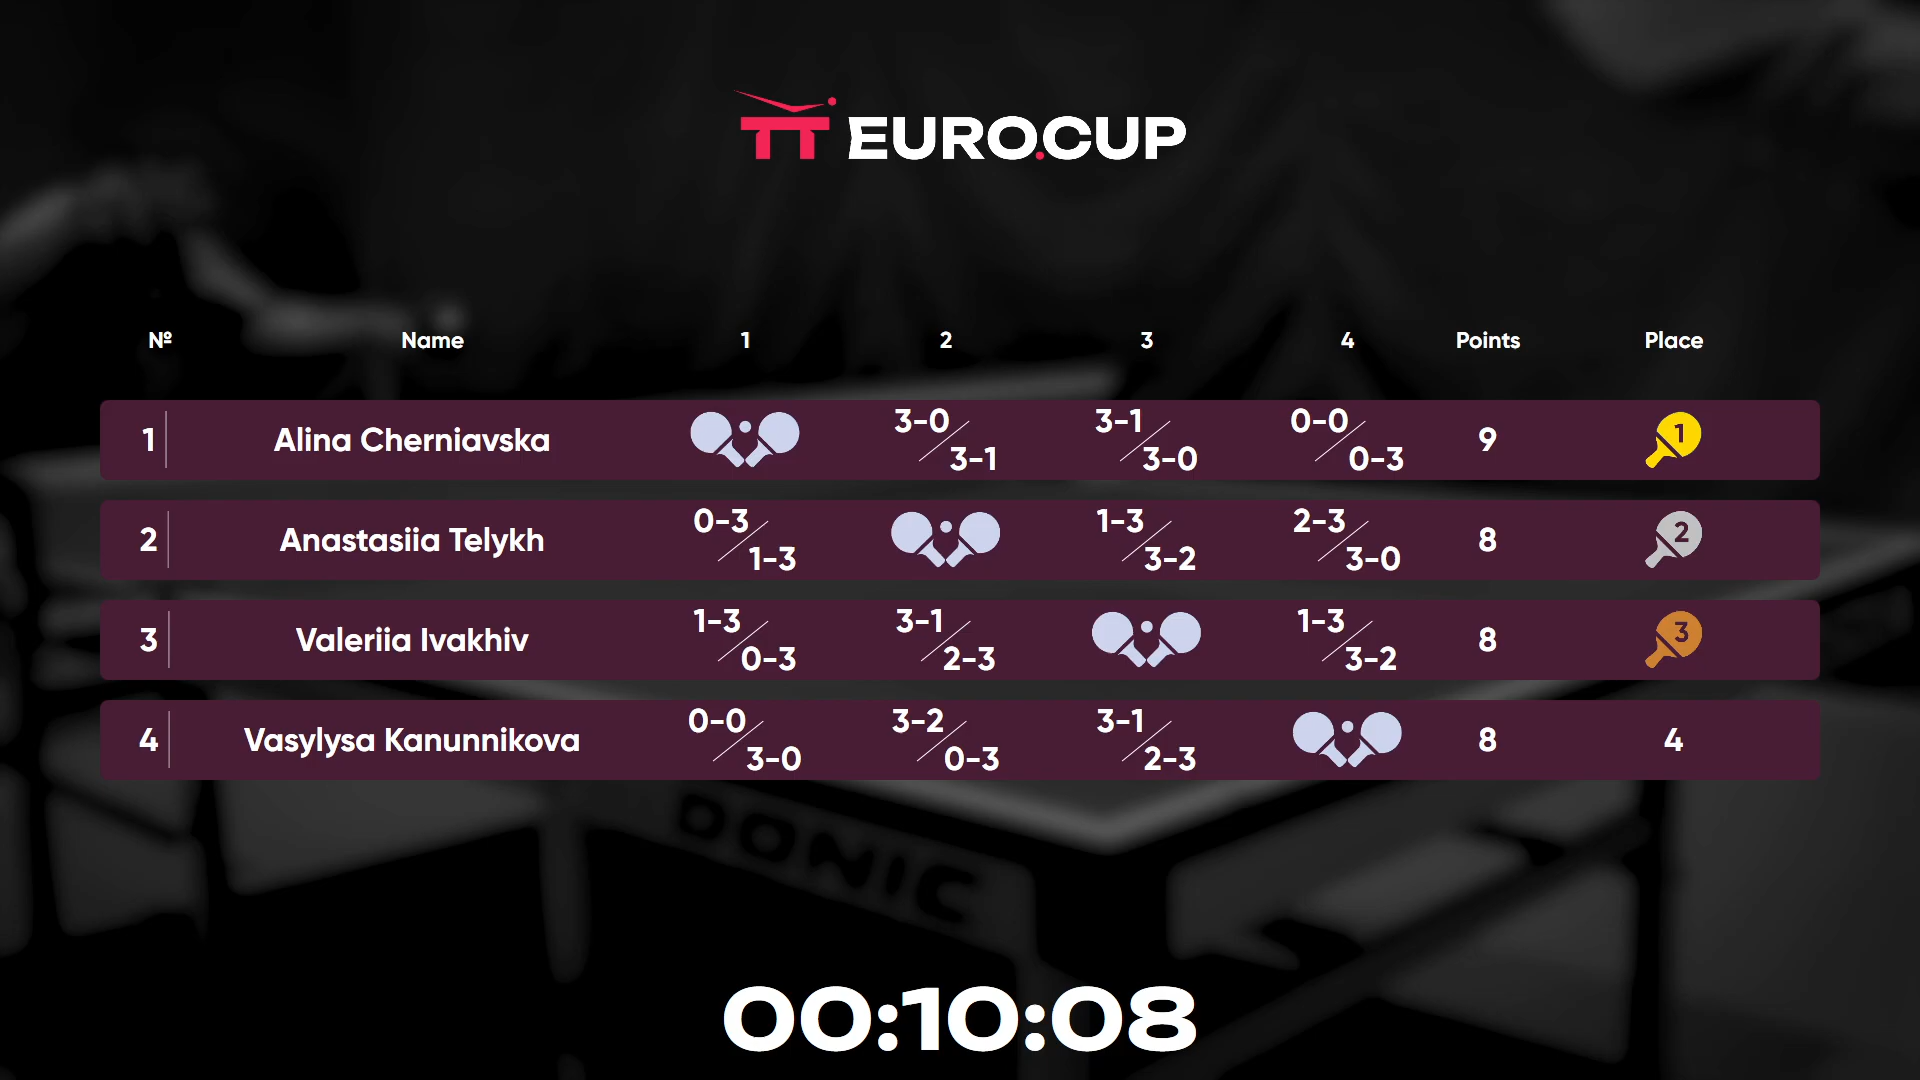 TT EURO.CUP
№ Name 1 2 3 4 Points Place
1 Alina Cherniavska 3-0 3-1 3-1 3-0 0-0 0-3 9 1
2 Anastasiia Telykh 0-3 1-3 1-3 3-2 2-3 3-0 8 2
3 Valeriia Ivakhiv 1-3 0-3 3-1 2-3 1-3 3-2 8 3
4 Vasylysa Kanunnikova 0-0 3-0 3-2 0-3 3-1 2-3 8 4
DONIC
00:10:08